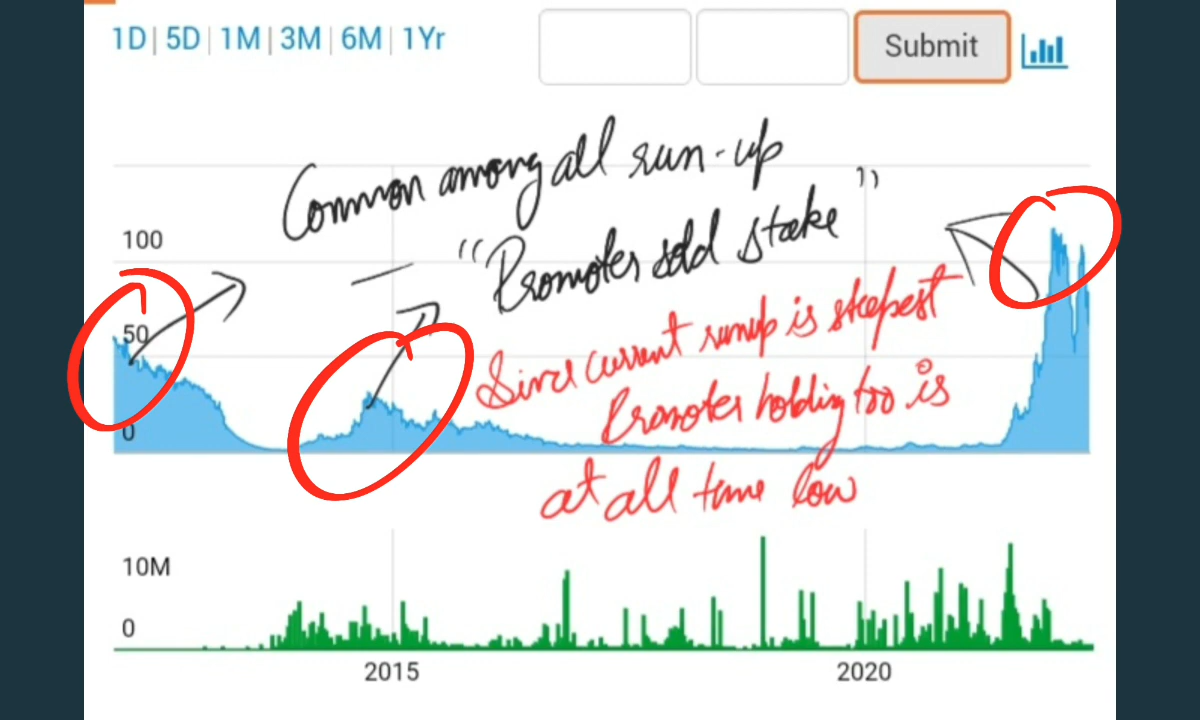 1D | 5D | 1M | 3M | 6M | 1Yr
Submit
Common among all run-up
— "Promoter sold stake"
Since current runup is steepest
Promoter holding too is
at all time low
100
50
0
10M
0
2015
2020